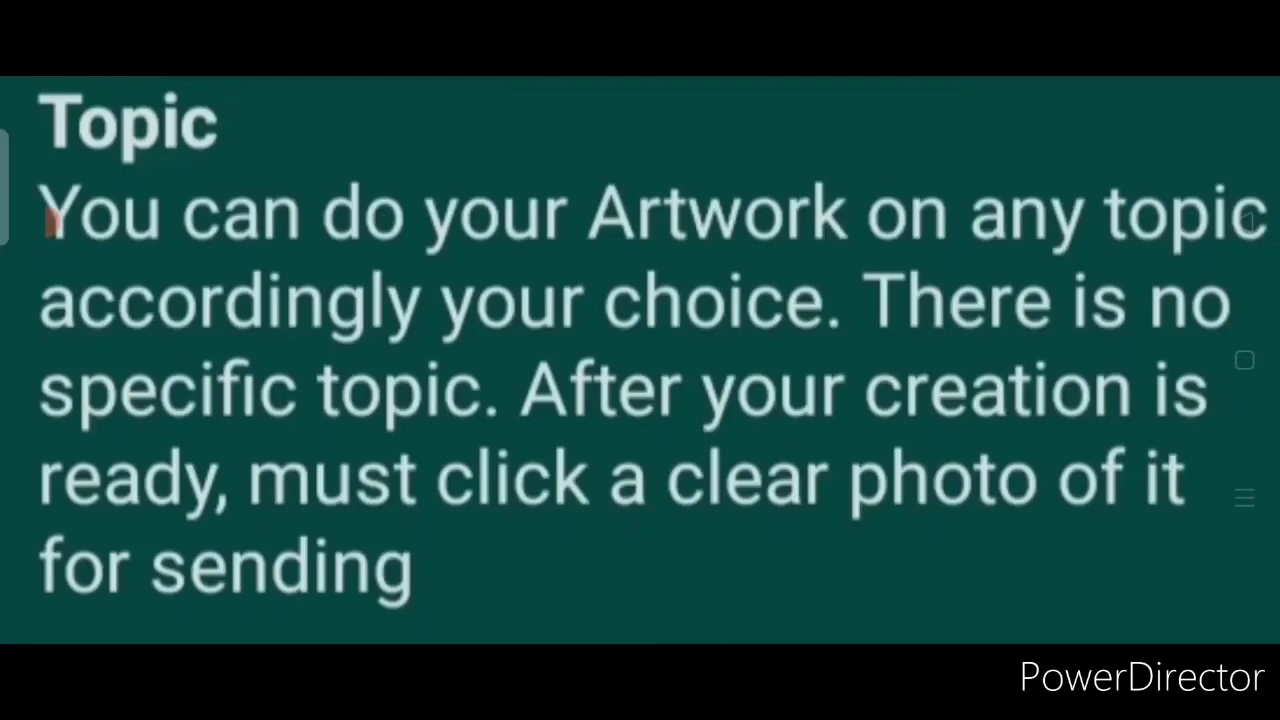 Topic
You can do your Artwork on any topic
accordingly your choice. There is no
specific topic. After your creation is
ready, must click a clear photo of it
for sending
PowerDirector